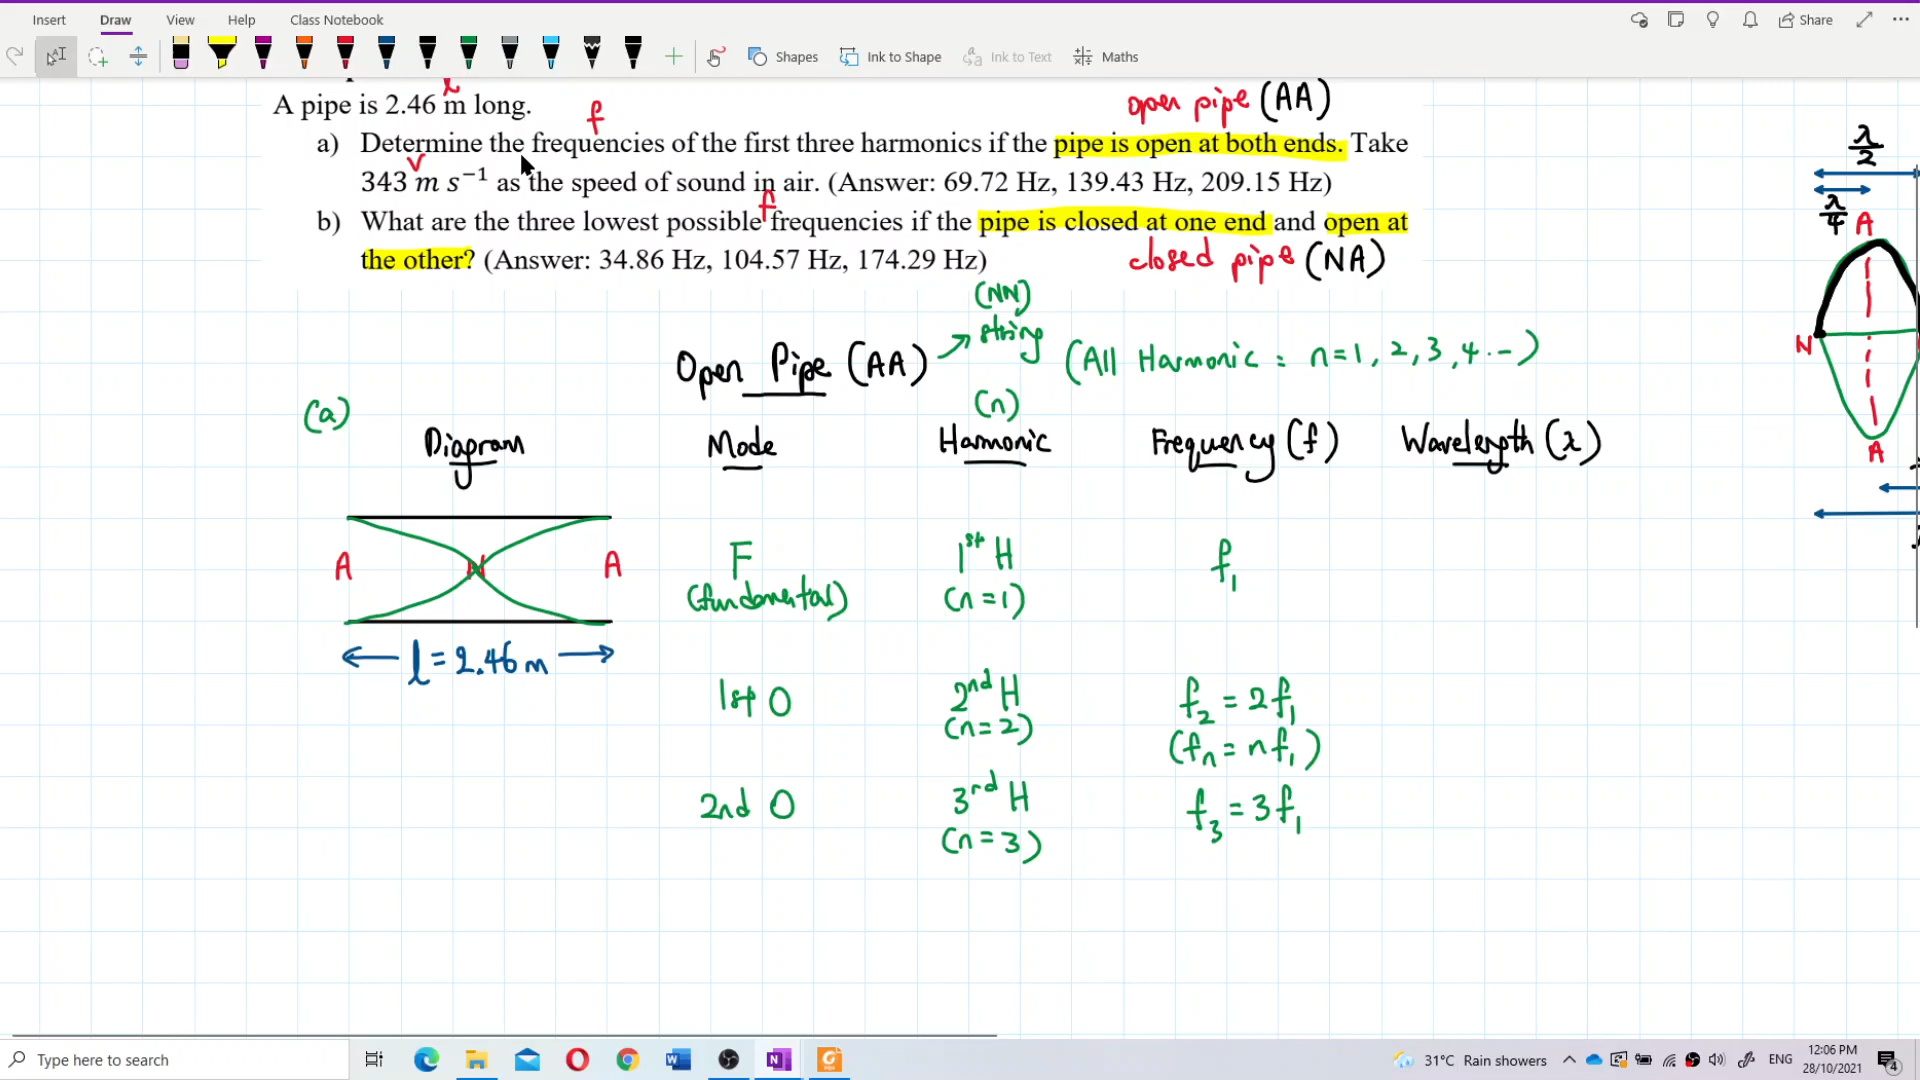 Insert Draw View Help Class Notebook Share
Shapes Ink to Shape Ink to Text Maths
l
A pipe is 2.46 m long.
f
open pipe (AA)
a) Determine the frequencies of the first three harmonics if the pipe is open at both ends. Take
v
343 m s⁻¹ as the speed of sound in air. (Answer: 69.72 Hz, 139.43 Hz, 209.15 Hz)
f
b) What are the three lowest possible frequencies if the pipe is closed at one end and open at
the other? (Answer: 34.86 Hz, 104.57 Hz, 174.29 Hz)
closed pipe (NA)
λ/2
λ/4
A
N
A
(NN)
string
Open Pipe (AA)
(All Harmonic : n=1, 2, 3, 4 --)
(a)
(n)
Diagram Mode Harmonic Frequency (f) Wavelength (λ)
A N A
F
(fundamental)
1st H
(n=1)
f₁
l = 2.46 m
1st O
2nd H
(n=2)
f₂ = 2f₁
(fn = nf₁)
2nd O
3rd H
(n=3)
f₃ = 3f₁
Type here to search
31°C Rain showers
ENG
12:06 PM
28/10/2021
4